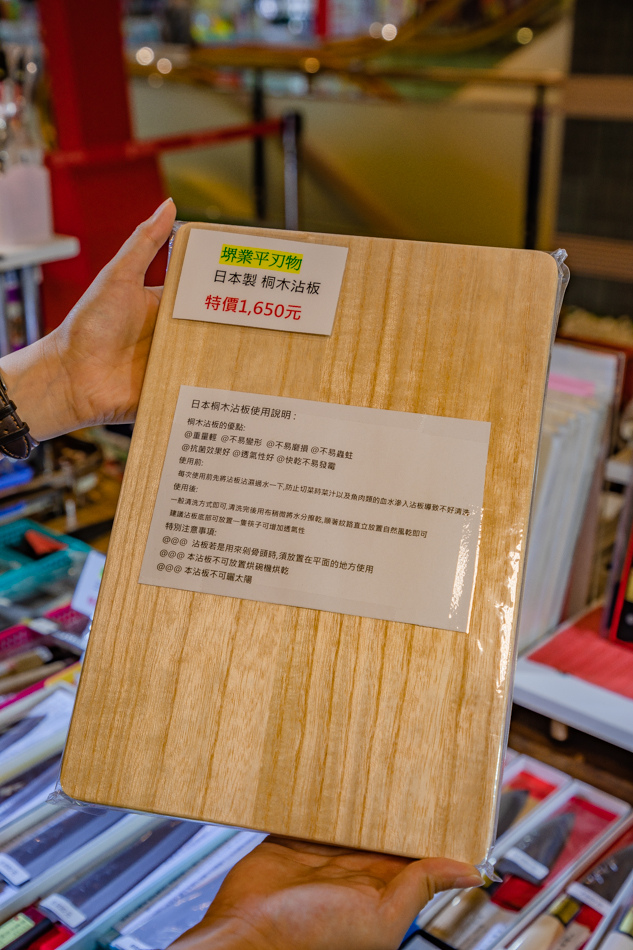 堺業平刃物
日本製 桐木沾板
特價1,650元
日本桐木沾板使用說明：
桐木沾板的優點:
@重量輕 @不易變形 @不易磨損 @不易蟲蛀
@抗菌效果好 @透氣性好 @快乾不易發霉
使用前:
每次使用前先將沾板沾濕過水一下,防止切菜時菜汁以及魚肉類的血水滲入沾板導致不好清洗
使用後:
一般清洗方式即可,清洗完後用布稍微將水分擦乾,順著紋路直立放置自然風乾即可
建議沾板底部可放置一隻筷子可增加透氣性
特別注意事項:
@@@ 沾板若是用來剁骨頭時,須放置在平面的地方使用
@@@ 本沾板不可放置烘碗機烘乾
@@@ 本沾板不可曬太陽